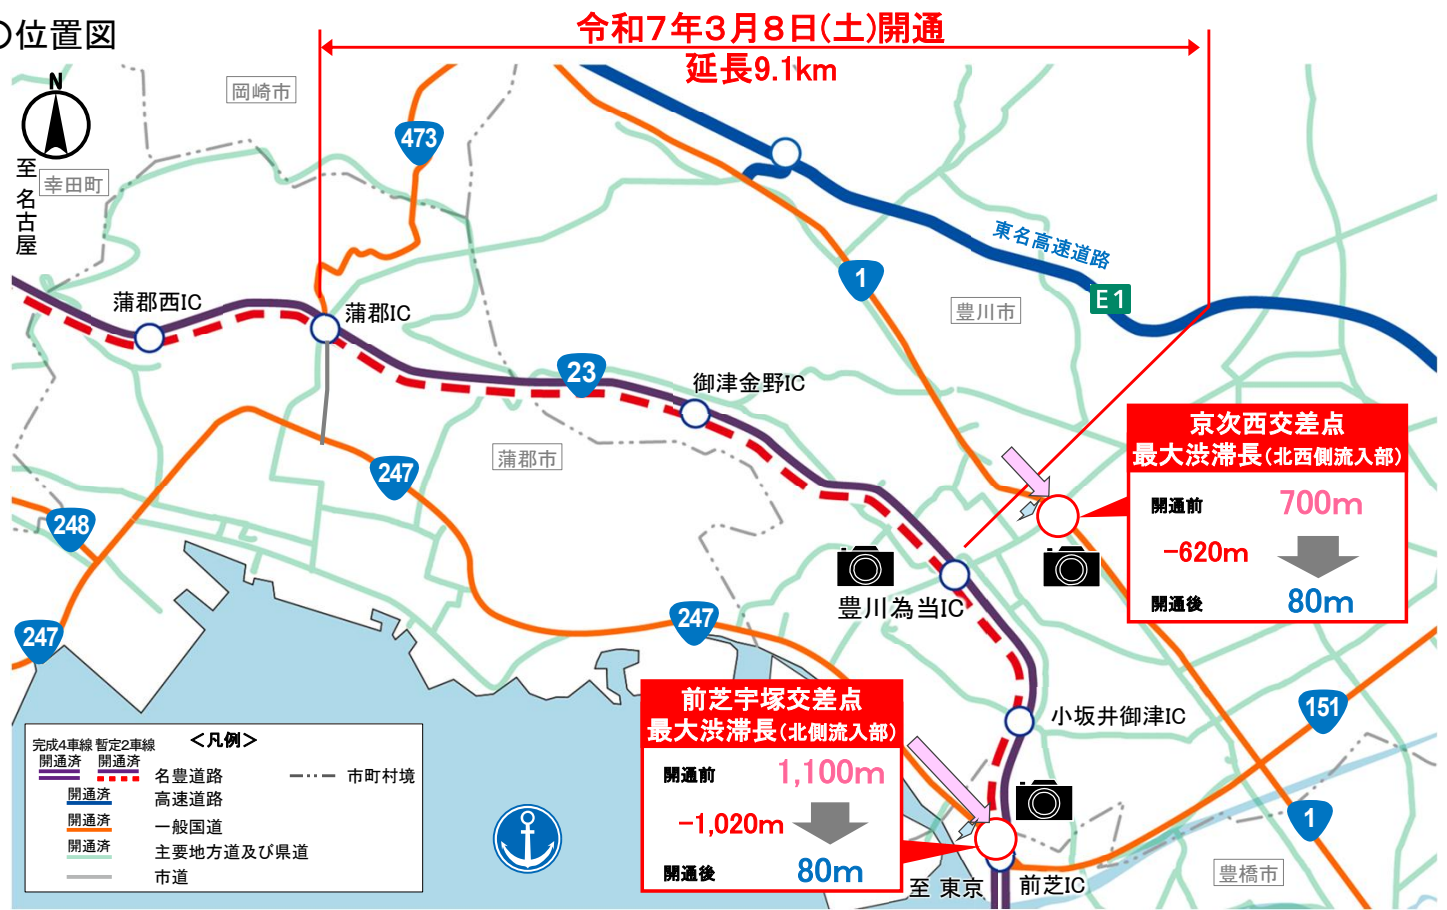 ○位置図
令和7年3月8日(土)開通
延長9.1km
N
至 名古屋
岡崎市
幸田町
473
蒲郡西IC
蒲郡IC
23
御津金野IC
1
東名高速道路
E1
豊川市
蒲郡市
247
248
247
247
豊川為当IC
京次西交差点
最大渋滞長(北西側流入部)
開通前 700m
-620m
開通後 80m
前芝宇塚交差点
最大渋滞長(北側流入部)
開通前 1,100m
-1,020m
開通後 80m
小坂井御津IC
151
1
至 東京
前芝IC
豊橋市
<凡例>
完成4車線 暫定2車線
開通済 開通済
名豊道路
市町村境
開通済
高速道路
開通済
一般国道
開通済
主要地方道及び県道
市道